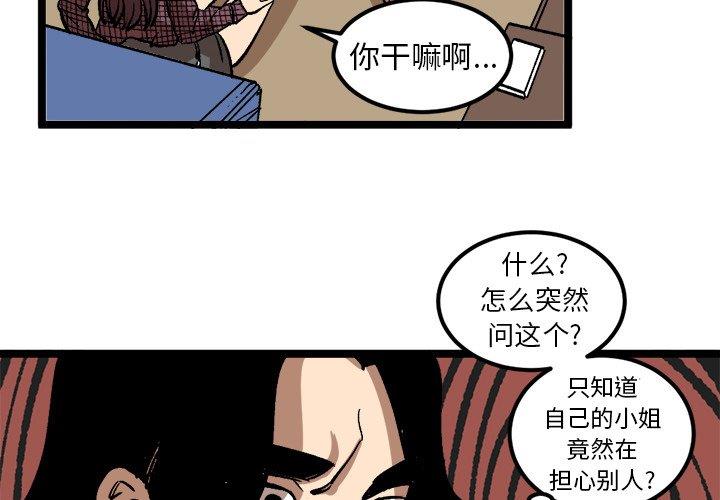 你干嘛啊...
什么?
怎么突然
问这个?
只知道
自己的小姐
竟然在
担心别人?